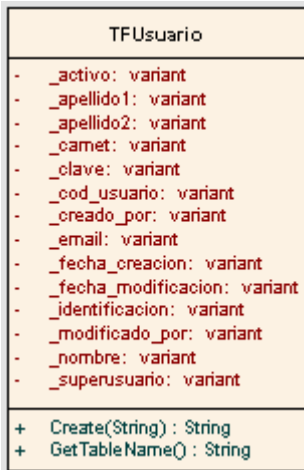 TFUsuario
- _activo: variant
- _apellido1: variant
- _apellido2: variant
- _carnet: variant
- _clave: variant
- _cod_usuario: variant
- _creado_por: variant
- _email: variant
- _fecha_creacion: variant
- _fecha_modificacion: variant
- _identificacion: variant
- _modificado_por: variant
- _nombre: variant
- _superusuario: variant
+ Create(String) : String
+ GetTableName() : String